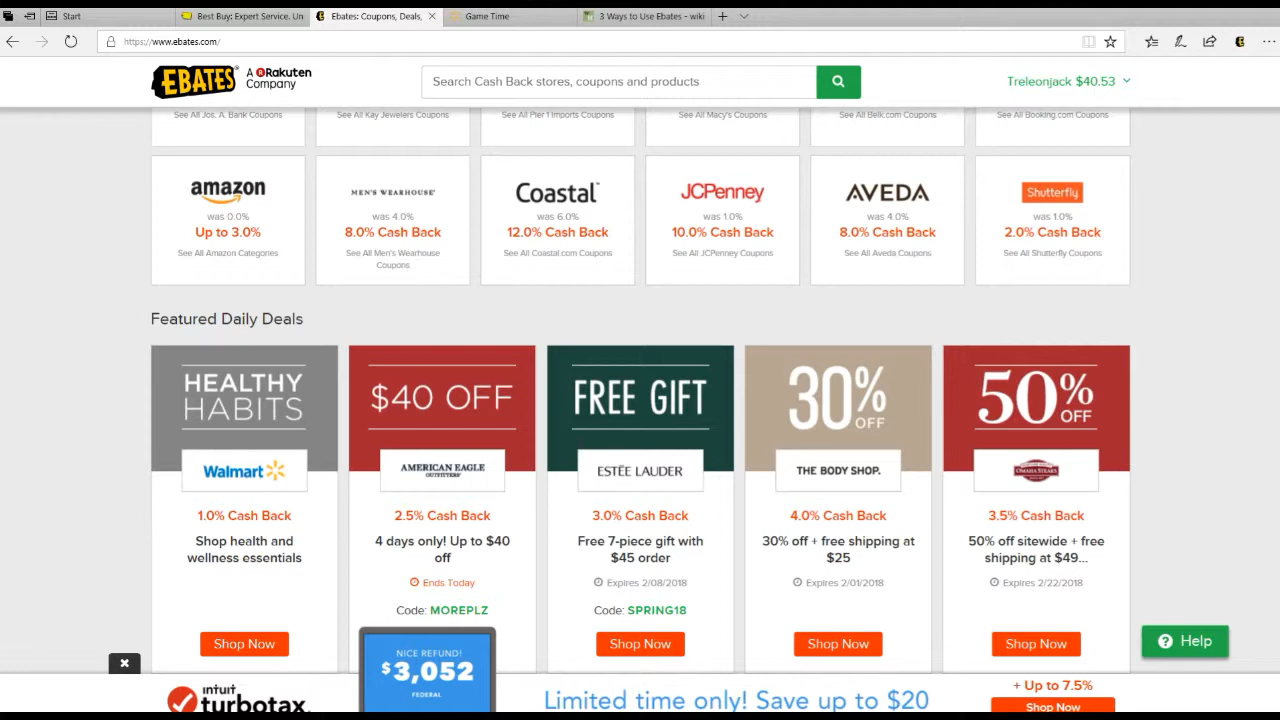 Start
Best Buy: Expert Service. Un
Ebates: Coupons, Deals,
Game Time
3 Ways to Use Ebates - wiki
https://www.ebates.com/
EBATES
A Rakuten
Company
Search Cash Back stores, coupons and products
Treleonjack $40.53
See All Jos. A. Bank Coupons
See All Kay Jewelers Coupons
See All Pier 1 Imports Coupons
See All Macy's Coupons
See All Belk.com Coupons
See All Booking.com Coupons
amazon
was 0.0%
Up to 3.0%
See All Amazon Categories
MEN'S WEARHOUSE
was 4.0%
8.0% Cash Back
See All Men's Wearhouse
Coupons
Coastal
was 6.0%
12.0% Cash Back
See All Coastal.com Coupons
JCPenney
was 1.0%
10.0% Cash Back
See All JCPenney Coupons
AVEDA
was 4.0%
8.0% Cash Back
See All Aveda Coupons
Shutterfly
was 1.0%
2.0% Cash Back
See All Shutterfly Coupons
Featured Daily Deals
HEALTHY
HABITS
Walmart
1.0% Cash Back
Shop health and
wellness essentials
Shop Now
$40 OFF
AMERICAN EAGLE
OUTFITTERS
2.5% Cash Back
4 days only! Up to $40
off
Ends Today
Code: MOREPLZ
FREE GIFT
ESTĒE LAUDER
3.0% Cash Back
Free 7-piece gift with
$45 order
Expires 2/08/2018
Code: SPRING18
Shop Now
30%
OFF
THE BODY SHOP.
4.0% Cash Back
30% off + free shipping at
$25
Expires 2/01/2018
Shop Now
50%
OFF
OMAHA STEAKS
3.5% Cash Back
50% off sitewide + free
shipping at $49...
Expires 2/22/2018
Shop Now
Help
intuit
turbotax.
NICE REFUND!
$3,052
FEDERAL
Limited time only! Save up to $20
+ Up to 7.5%
Shop Now